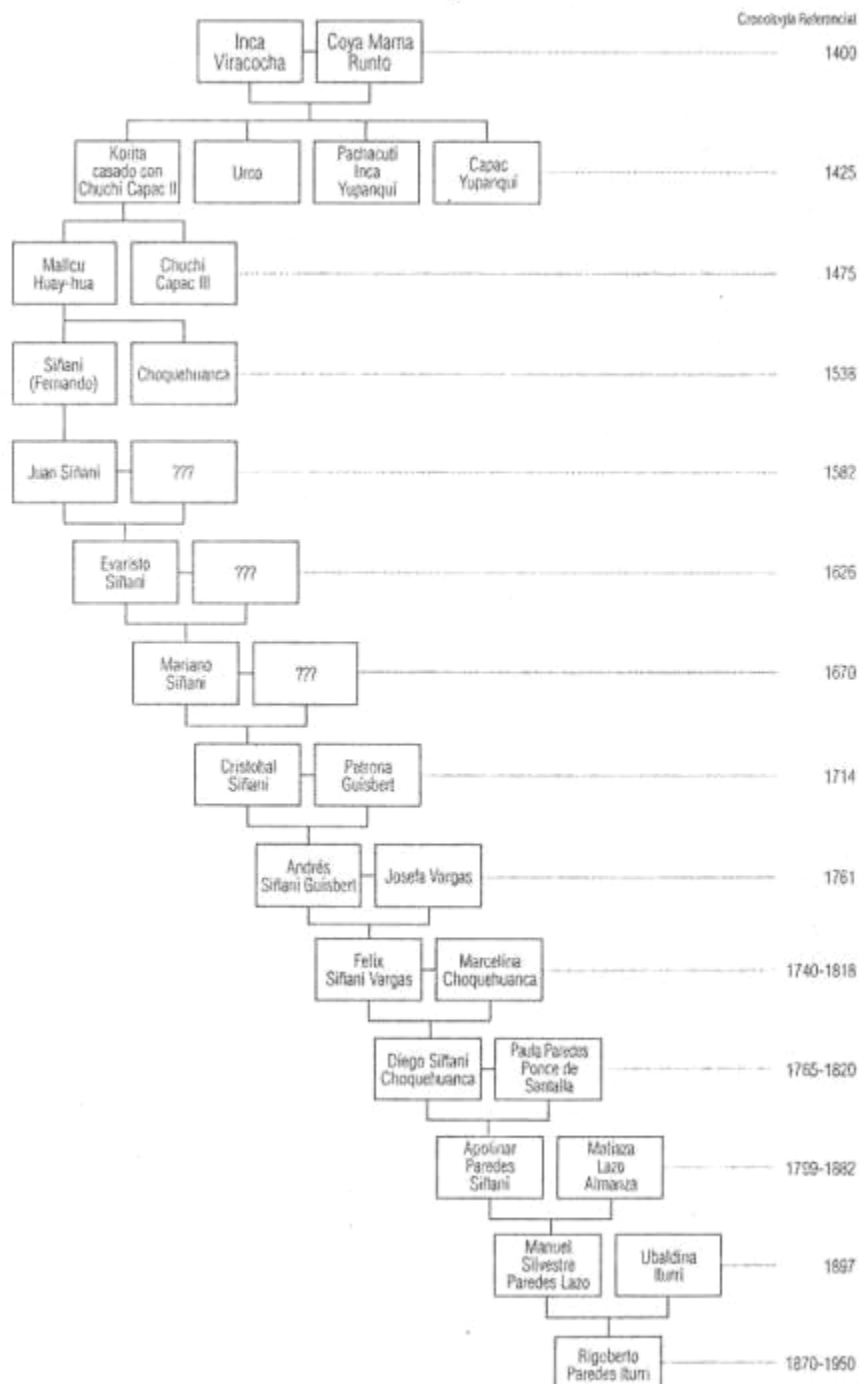 Cronología Referencial
Inca
Viracocha
Coya Mama
Runto
1400
Korita
casado con
Chuchi Capac II
Urco
Pachacuti
Inca
Yupanqui
Capac
Yupanqui
1425
Mallcu
Huay-hua
Chuchi
Capac III
1475
Siñani
(Fernando)
Choquehuanca
1538
Juan Siñani
???
1582
Evaristo
Siñani
???
1626
Mariano
Siñani
???
1670
Cristobal
Siñani
Petrona
Guisbert
1714
Andrés
Siñani Guisbert
Josefa Vargas
1761
Felix
Siñani Vargas
Marcelina
Choquehuanca
1740-1818
Diego Siñani
Choquehuanca
Paula Paredes
Ponce de
Santalla
1765-1820
Apolinar
Paredes
Siñani
Matiaza
Lazo
Almanza
1799-1882
Manuel
Silvestre
Paredes Lazo
Ubaldina
Iturri
1897
Rigoberto
Paredes Iturri
1870-1950